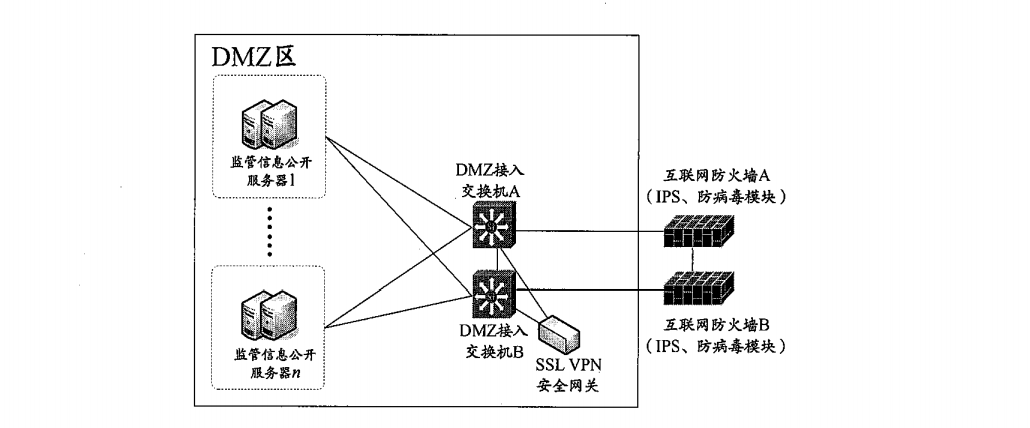 DMZ区
监管信息公开
服务器1
DMZ接入
交换机A
互联网防火墙A
（IPS、防病毒模块）
监管信息公开
服务器n
DMZ接入
交换机B
SSL VPN
安全网关
互联网防火墙B
（IPS、防病毒模块）